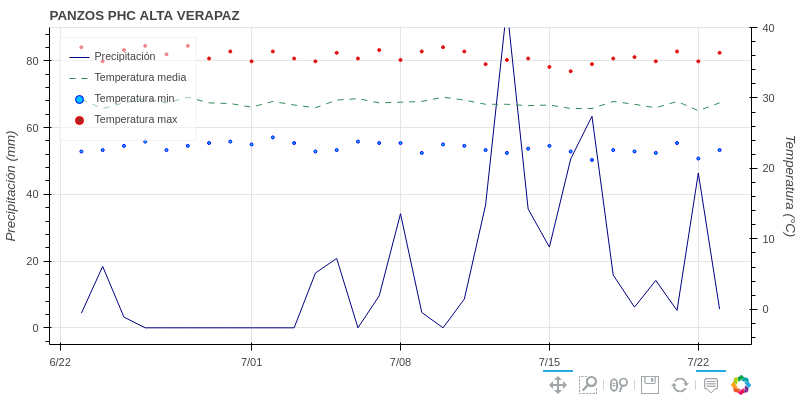 PANZOS PHC ALTA VERAPAZ
Precipitación
Temperatura media
Temperatura min
Temperatura max
Precipitación (mm)
80
60
40
20
0
Temperatura (°C)
40
30
20
10
0
6/22 7/01 7/08 7/15 7/22